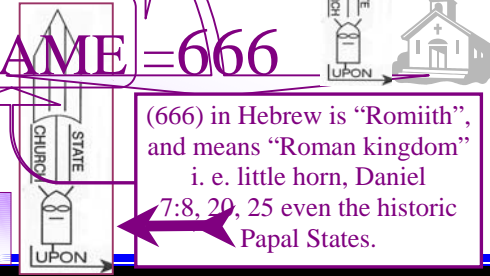 AME =666
UPON
CHURCH
STATE
UPON
(666) in Hebrew is “Romiith”,
and means “Roman kingdom”
i. e. little horn, Daniel
7:8, 20, 25 even the historic
Papal States.